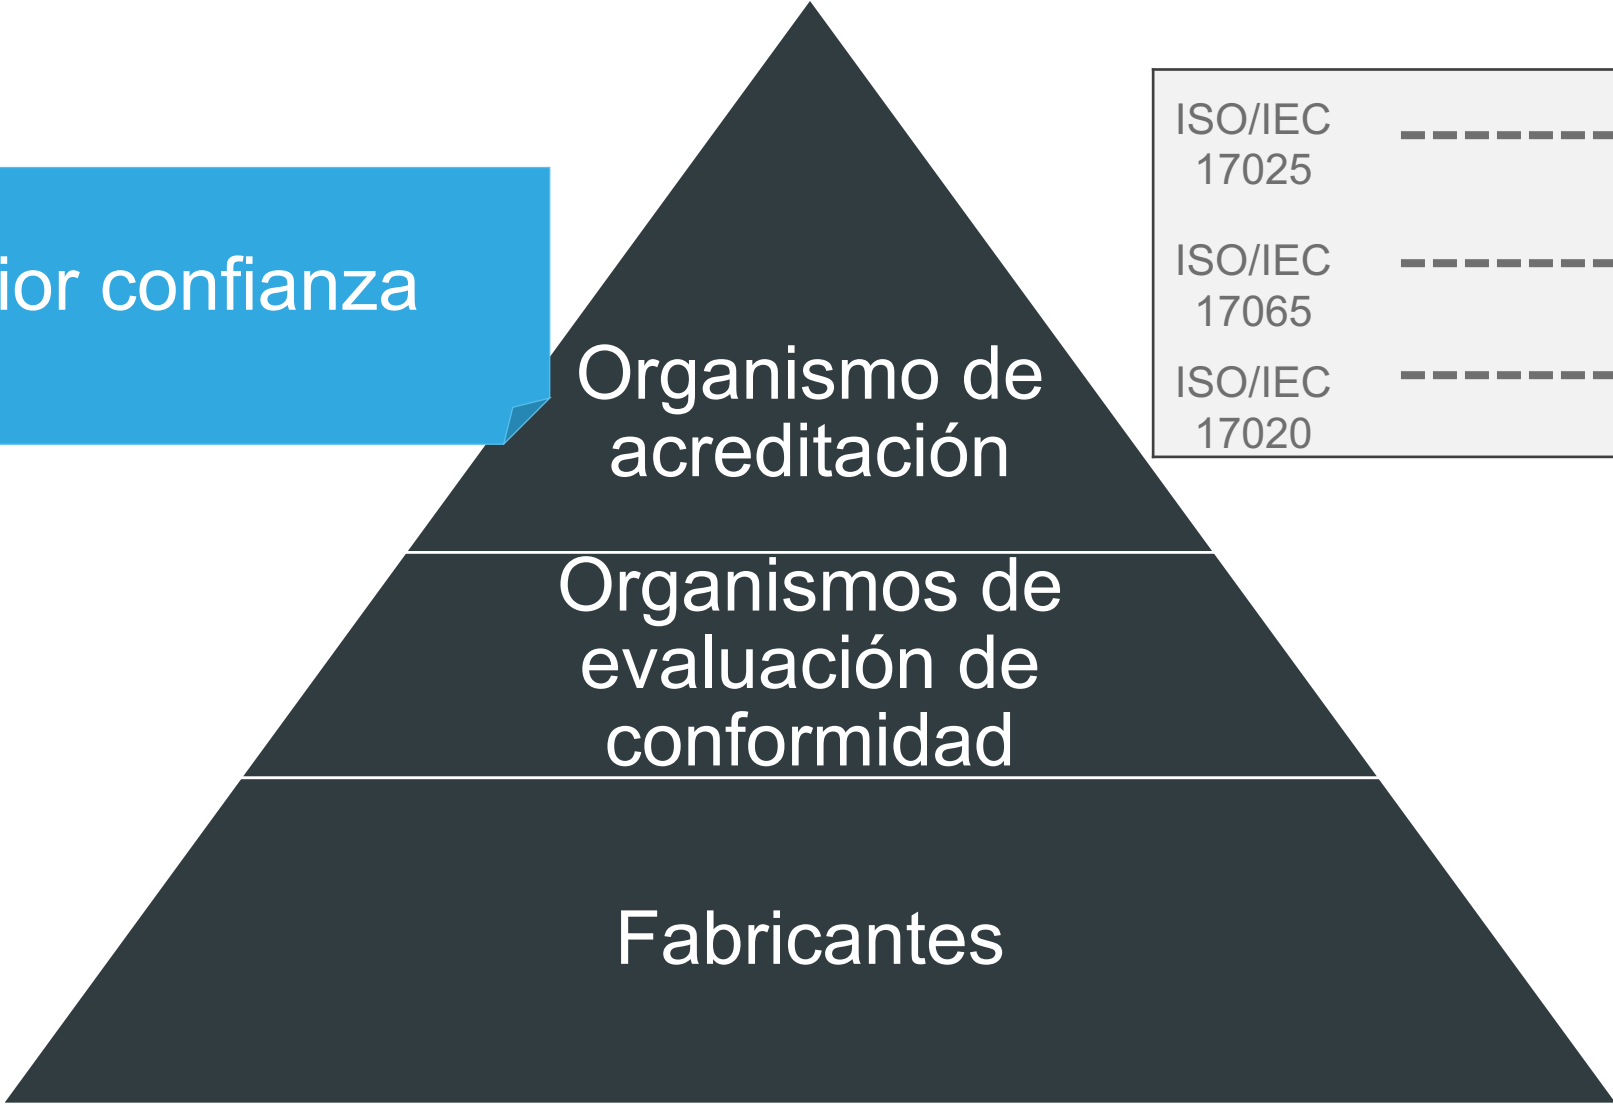 ior confianza
ISO/IEC
17025
ISO/IEC
17065
ISO/IEC
17020
Organismo de
acreditación
Organismos de
evaluación de
conformidad
Fabricantes